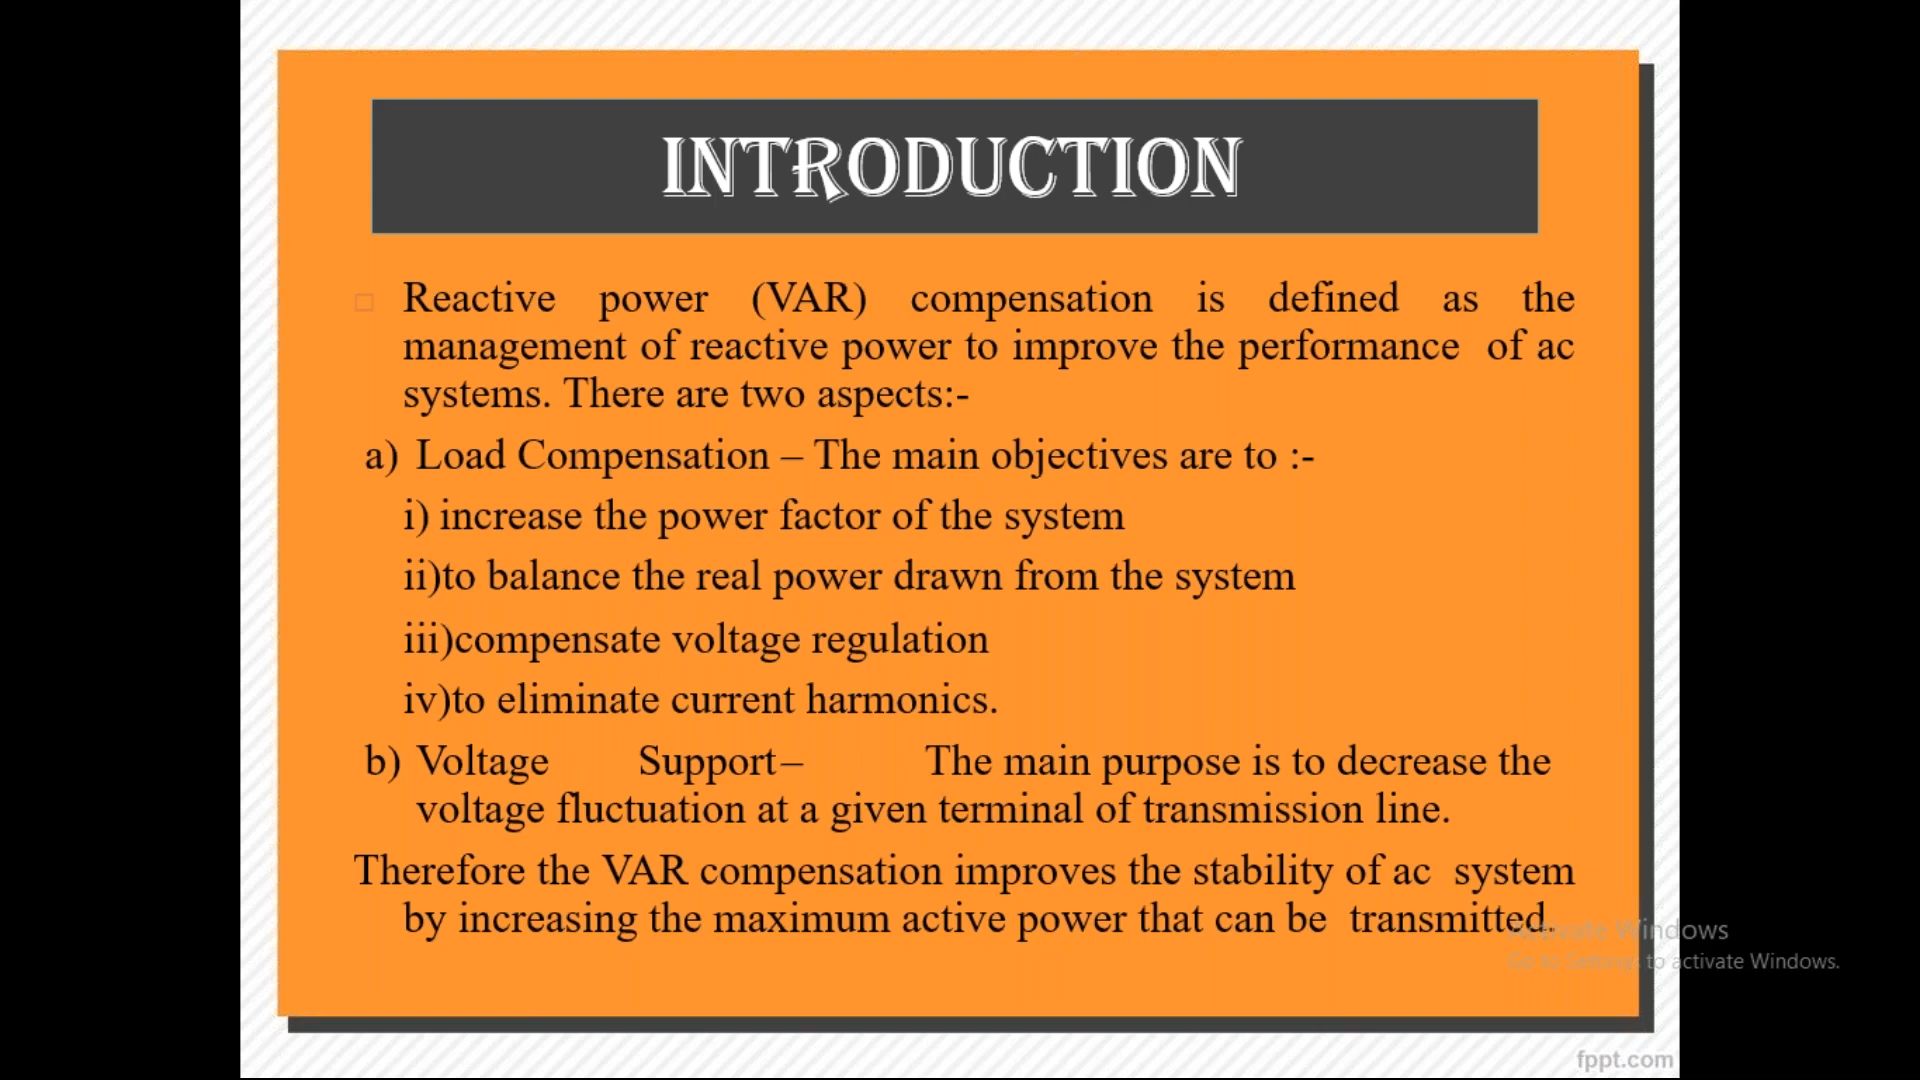 INTRODUCTION
Reactive power (VAR) compensation is defined as the
management of reactive power to improve the performance of ac
systems. There are two aspects:-
a) Load Compensation – The main objectives are to :-
i) increase the power factor of the system
ii)to balance the real power drawn from the system
iii)compensate voltage regulation
iv)to eliminate current harmonics.
b) Voltage Support– The main purpose is to decrease the
voltage fluctuation at a given terminal of transmission line.
Therefore the VAR compensation improves the stability of ac system
by increasing the maximum active power that can be transmitted
Activate Windows
Go to Settings to activate Windows.
fppt.com